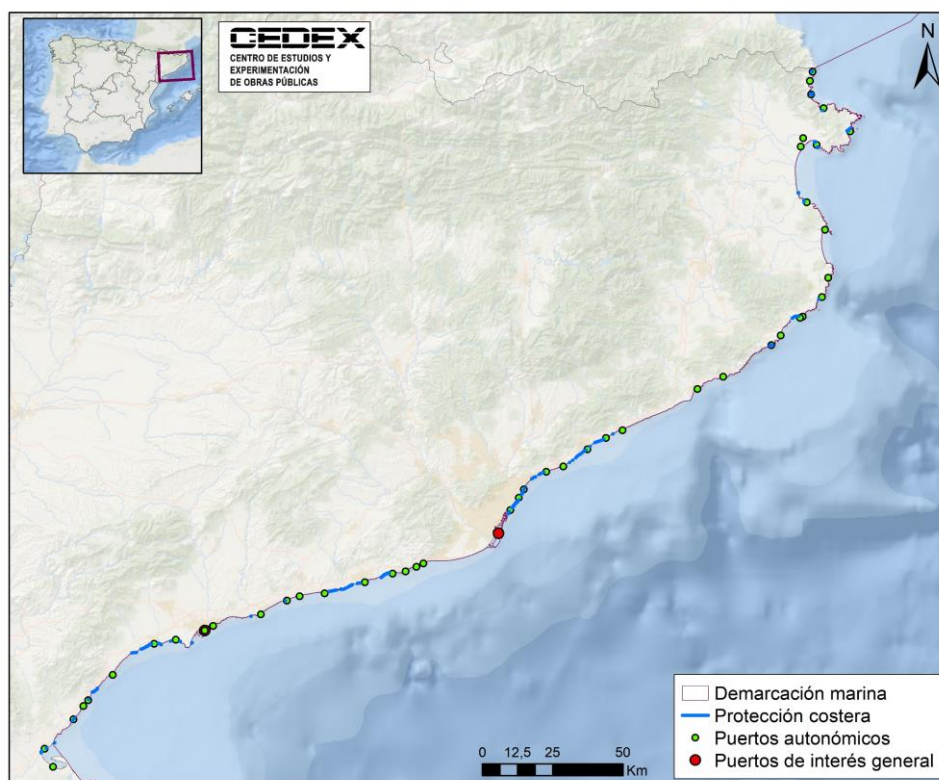 CEDEX
CENTRO DE ESTUDIOS Y
EXPERIMENTACIÓN
DE OBRAS PÚBLICAS
N
Demarcación marina
Protección costera
Puertos autonómicos
Puertos de interés general
0 12,5 25 50
Km